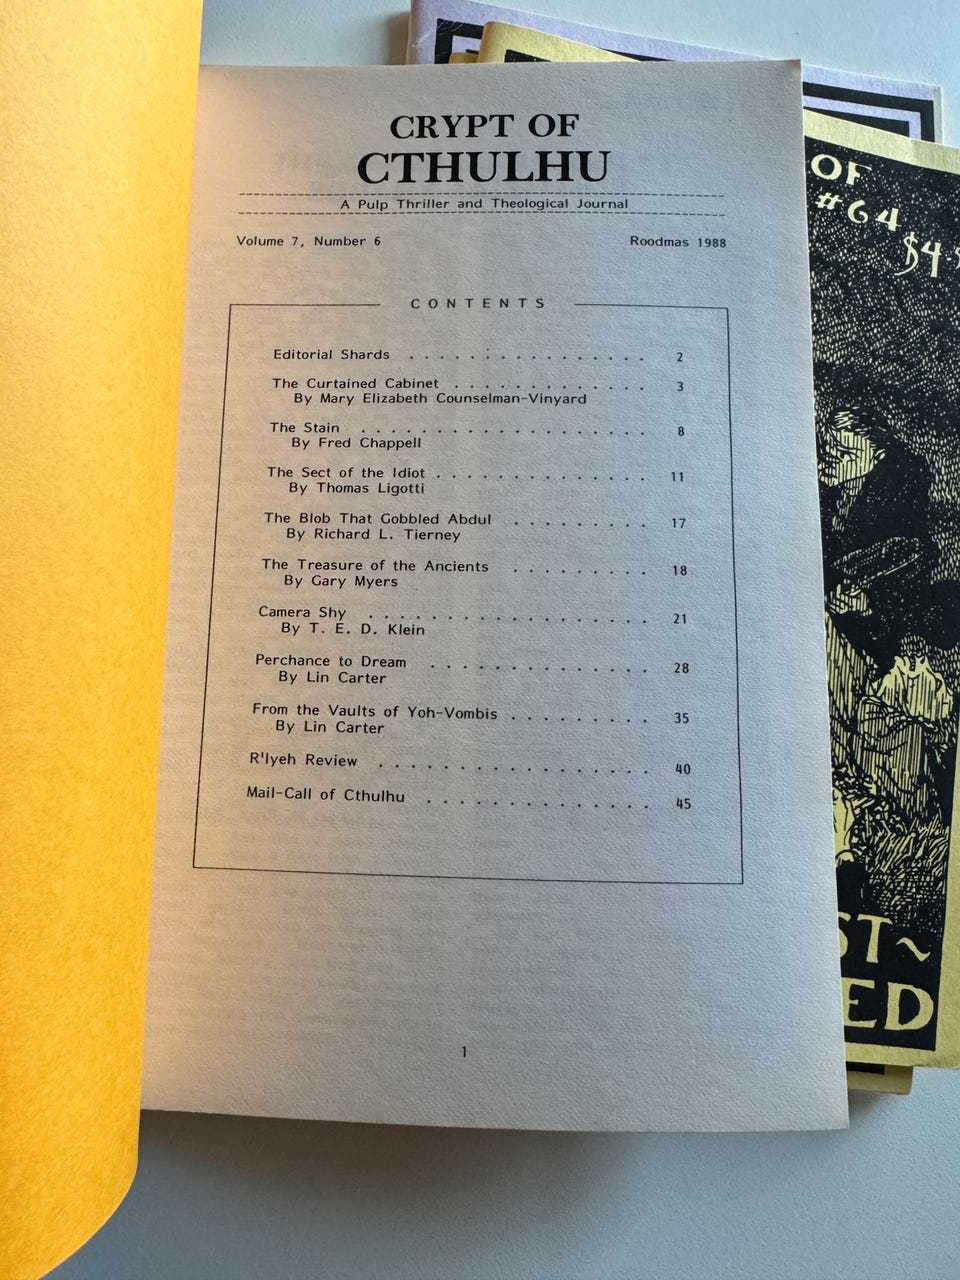 CRYPT OF
CTHULHU
A Pulp Thriller and Theological Journal
Volume 7, Number 6 Roodmas 1988
CONTENTS
Editorial Shards . . . . . . . . . . . . . . . . 2
The Curtained Cabinet . . . . . . . . . . . . . 3
By Mary Elizabeth Counselman-Vinyard
The Stain . . . . . . . . . . . . . . . . . . . 8
By Fred Chappell
The Sect of the Idiot . . . . . . . . . . . . . . 11
By Thomas Ligotti
The Blob That Gobbled Abdul . . . . . . . . . 17
By Richard L. Tierney
The Treasure of the Ancients . . . . . . . . . 18
By Gary Myers
Camera Shy . . . . . . . . . . . . . . . . . . 21
By T. E. D. Klein
Perchance to Dream . . . . . . . . . . . . . . 28
By Lin Carter
From the Vaults of Yoh-Vombis . . . . . . . . . 35
By Lin Carter
R'lyeh Review . . . . . . . . . . . . . . . . . 40
Mail-Call of Cthulhu . . . . . . . . . . . . . . 45
1
OF
#64
$4
ST~
ED